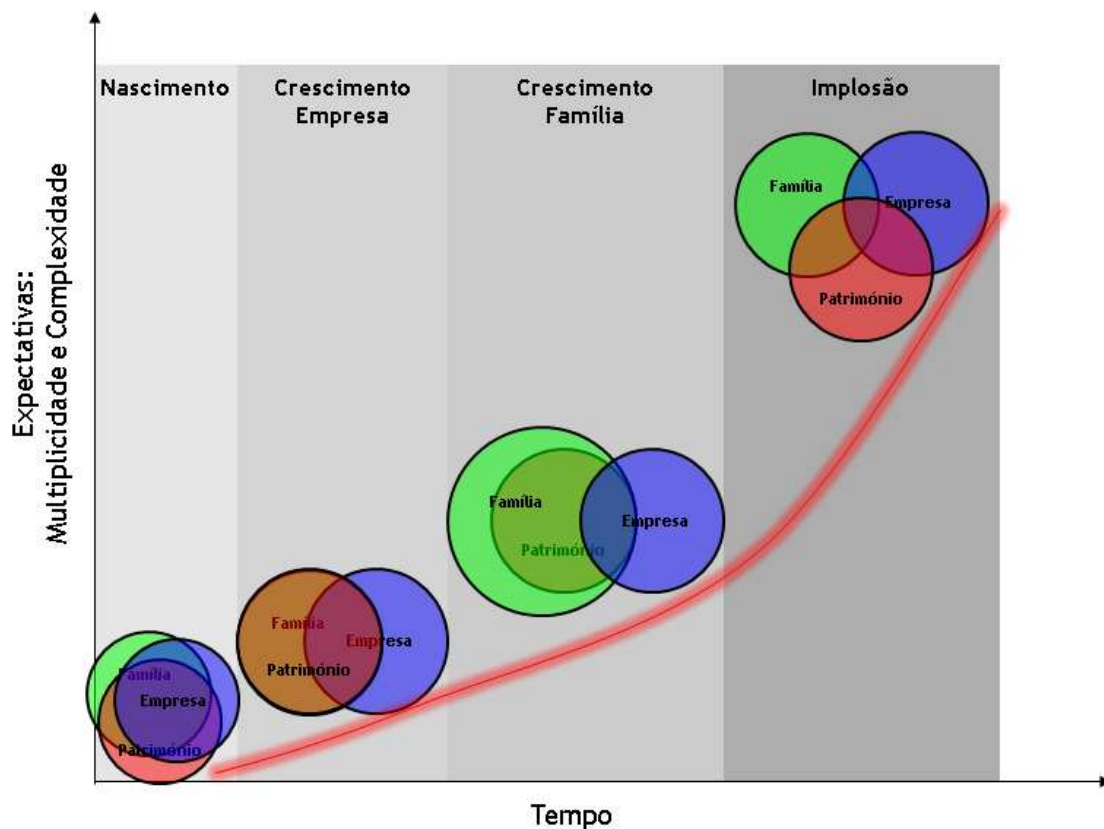 Nascimento
Crescimento
Empresa
Crescimento
Família
Implosão
Expectativas:
Multiplicidade e Complexidade
Família
Empresa
Património
Família
Empresa
Património
Família
Empresa
Património
Família
Empresa
Património
Tempo